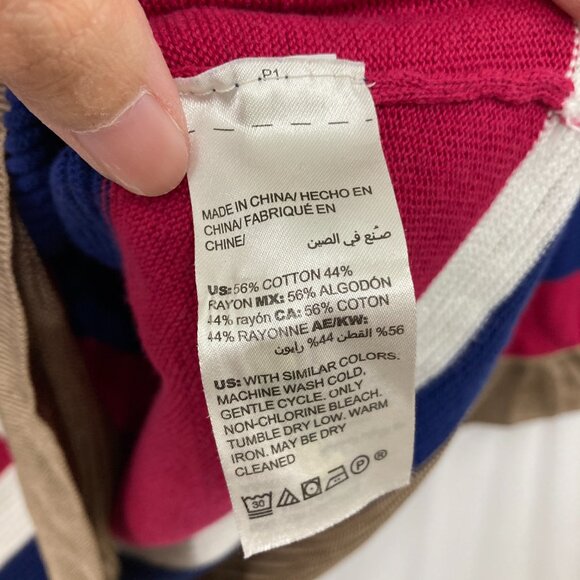 .P1.
MADE IN CHINA/ HECHO EN
CHINA/ FABRIQUÉ EN
CHINE/
صنع في الصين
US:56% COTTON 44%
RAYON MX: 56% ALGODÓN
44% rayón CA: 56% COTON
44% RAYONNE AE/KW:
56% القطن 44% رايون
US: WITH SIMILAR COLORS.
MACHINE WASH COLD.
GENTLE CYCLE. ONLY
NON-CHLORINE BLEACH.
TUMBLE DRY LOW. WARM
IRON. MAY BE DRY
CLEANED
30 P ®